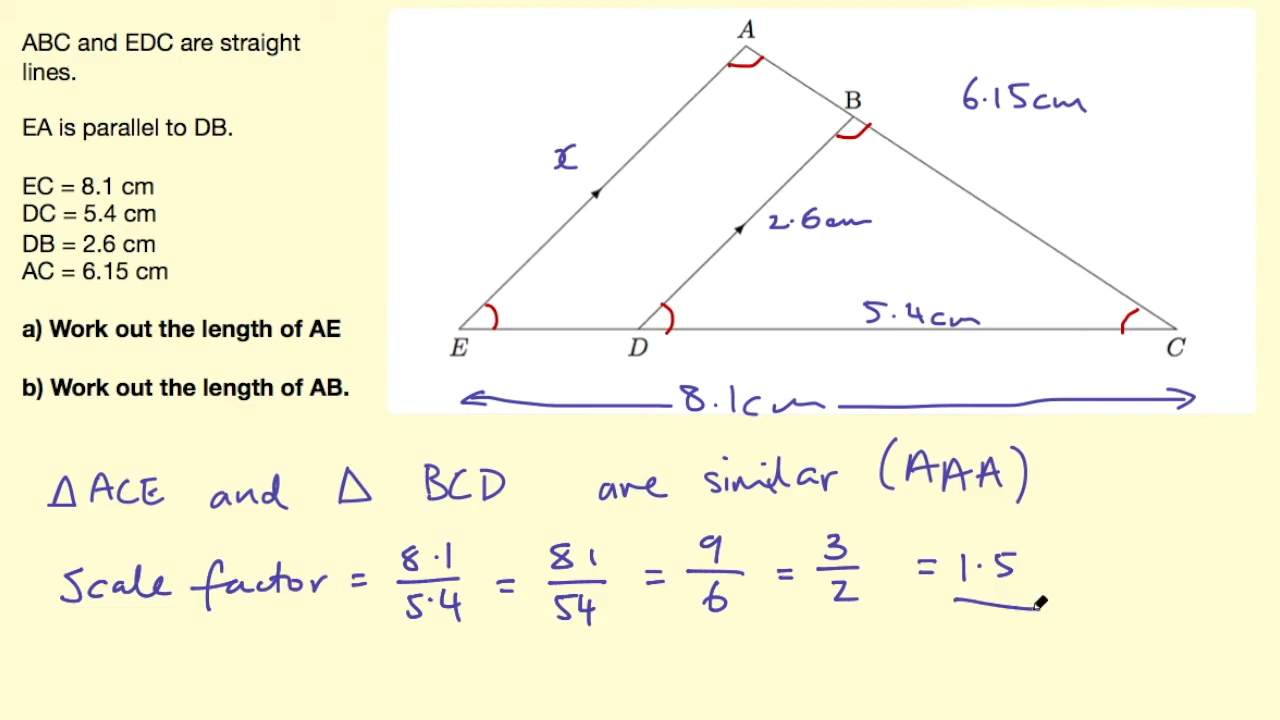 ABC and EDC are straight
lines.
EA is parallel to DB.
EC = 8.1 cm
DC = 5.4 cm
DB = 2.6 cm
AC = 6.15 cm
a) Work out the length of AE
b) Work out the length of AB.
A
B
6.15cm
x
2.6cm
5.4cm
E
D
C
8.1cm
△ ACE and △ BCD are similar (AAA)
Scale factor = 8.1/5.4 = 81/54 = 9/6 = 3/2 = 1.5